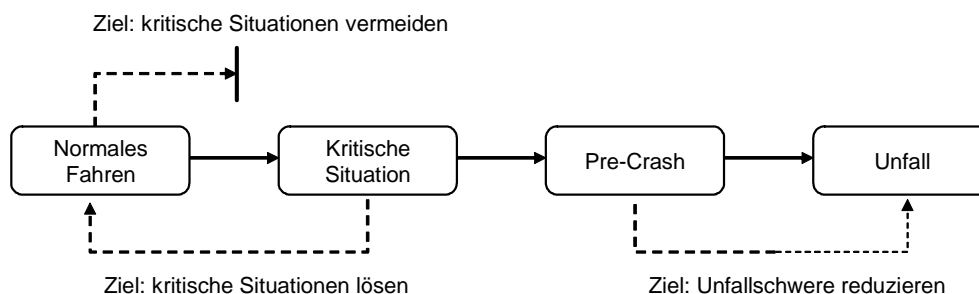 Ziel: kritische Situationen vermeiden
Normales
Fahren
Kritische
Situation
Pre-Crash
Unfall
Ziel: kritische Situationen lösen
Ziel: Unfallschwere reduzieren